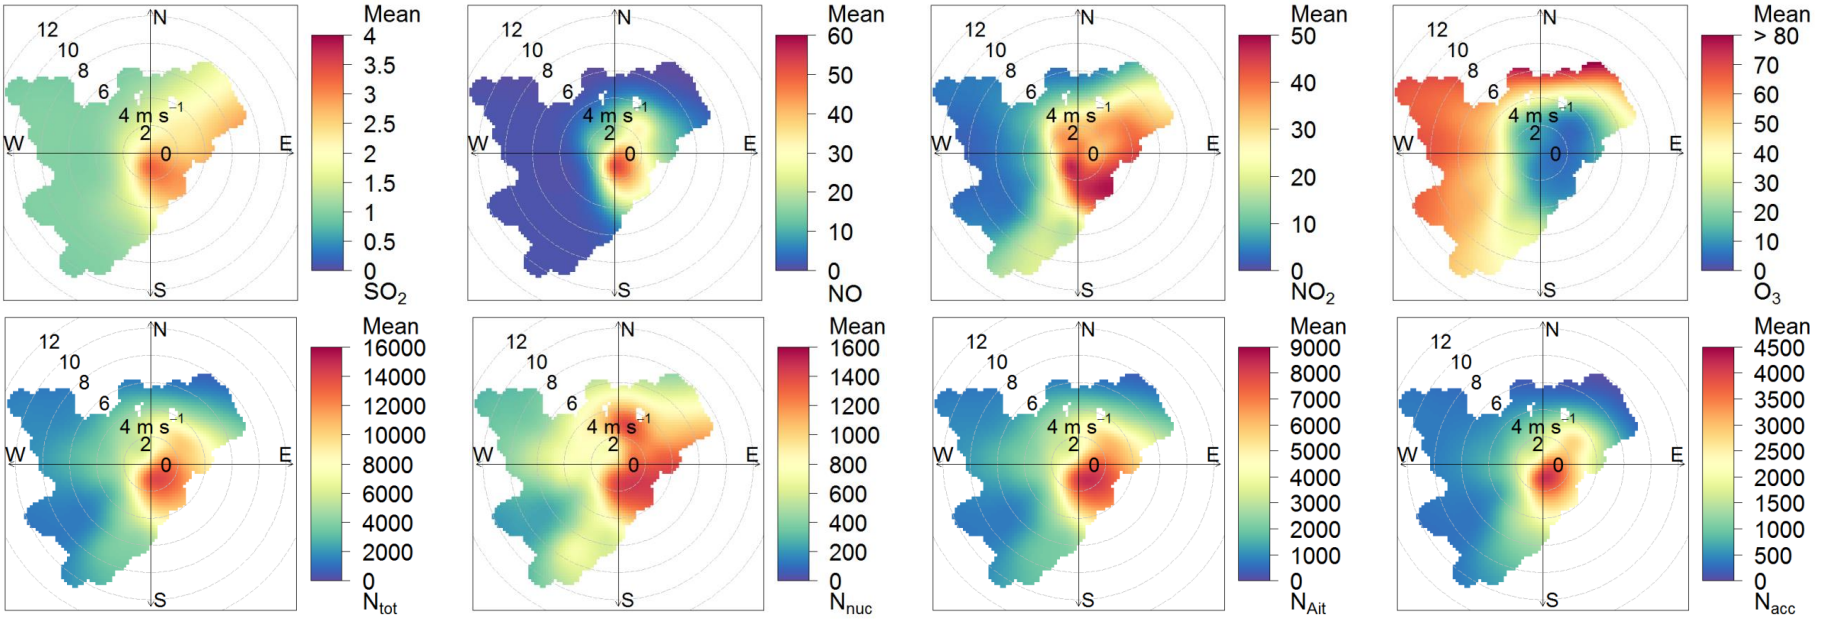 Mean
N
12
10
8
6
4 m s⁻¹
2
0
W
E
S
4
3.5
3
2.5
2
1.5
1
0.5
0
SO₂
Mean
N
12
10
8
6
4 m s⁻¹
2
0
W
E
S
60
50
40
30
20
10
0
NO
Mean
N
12
10
8
6
4 m s⁻¹
2
0
W
E
S
50
40
30
20
10
0
NO₂
Mean
N
12
10
8
6
4 m s⁻¹
2
0
W
E
S
> 80
70
60
50
40
30
20
10
0
O₃
Mean
N
12
10
8
6
4 m s⁻¹
2
0
W
E
S
16000
14000
12000
10000
8000
6000
4000
2000
0
Nₜₒₜ
Mean
N
12
10
8
6
4 m s⁻¹
2
0
W
E
S
1600
1400
1200
1000
800
600
400
200
0
N_nuc
Mean
N
12
10
8
6
4 m s⁻¹
2
0
W
E
S
9000
8000
7000
6000
5000
4000
3000
2000
1000
0
N_Ait
Mean
N
12
10
8
6
4 m s⁻¹
2
0
W
E
S
4500
4000
3500
3000
2500
2000
1500
1000
500
0
N_acc